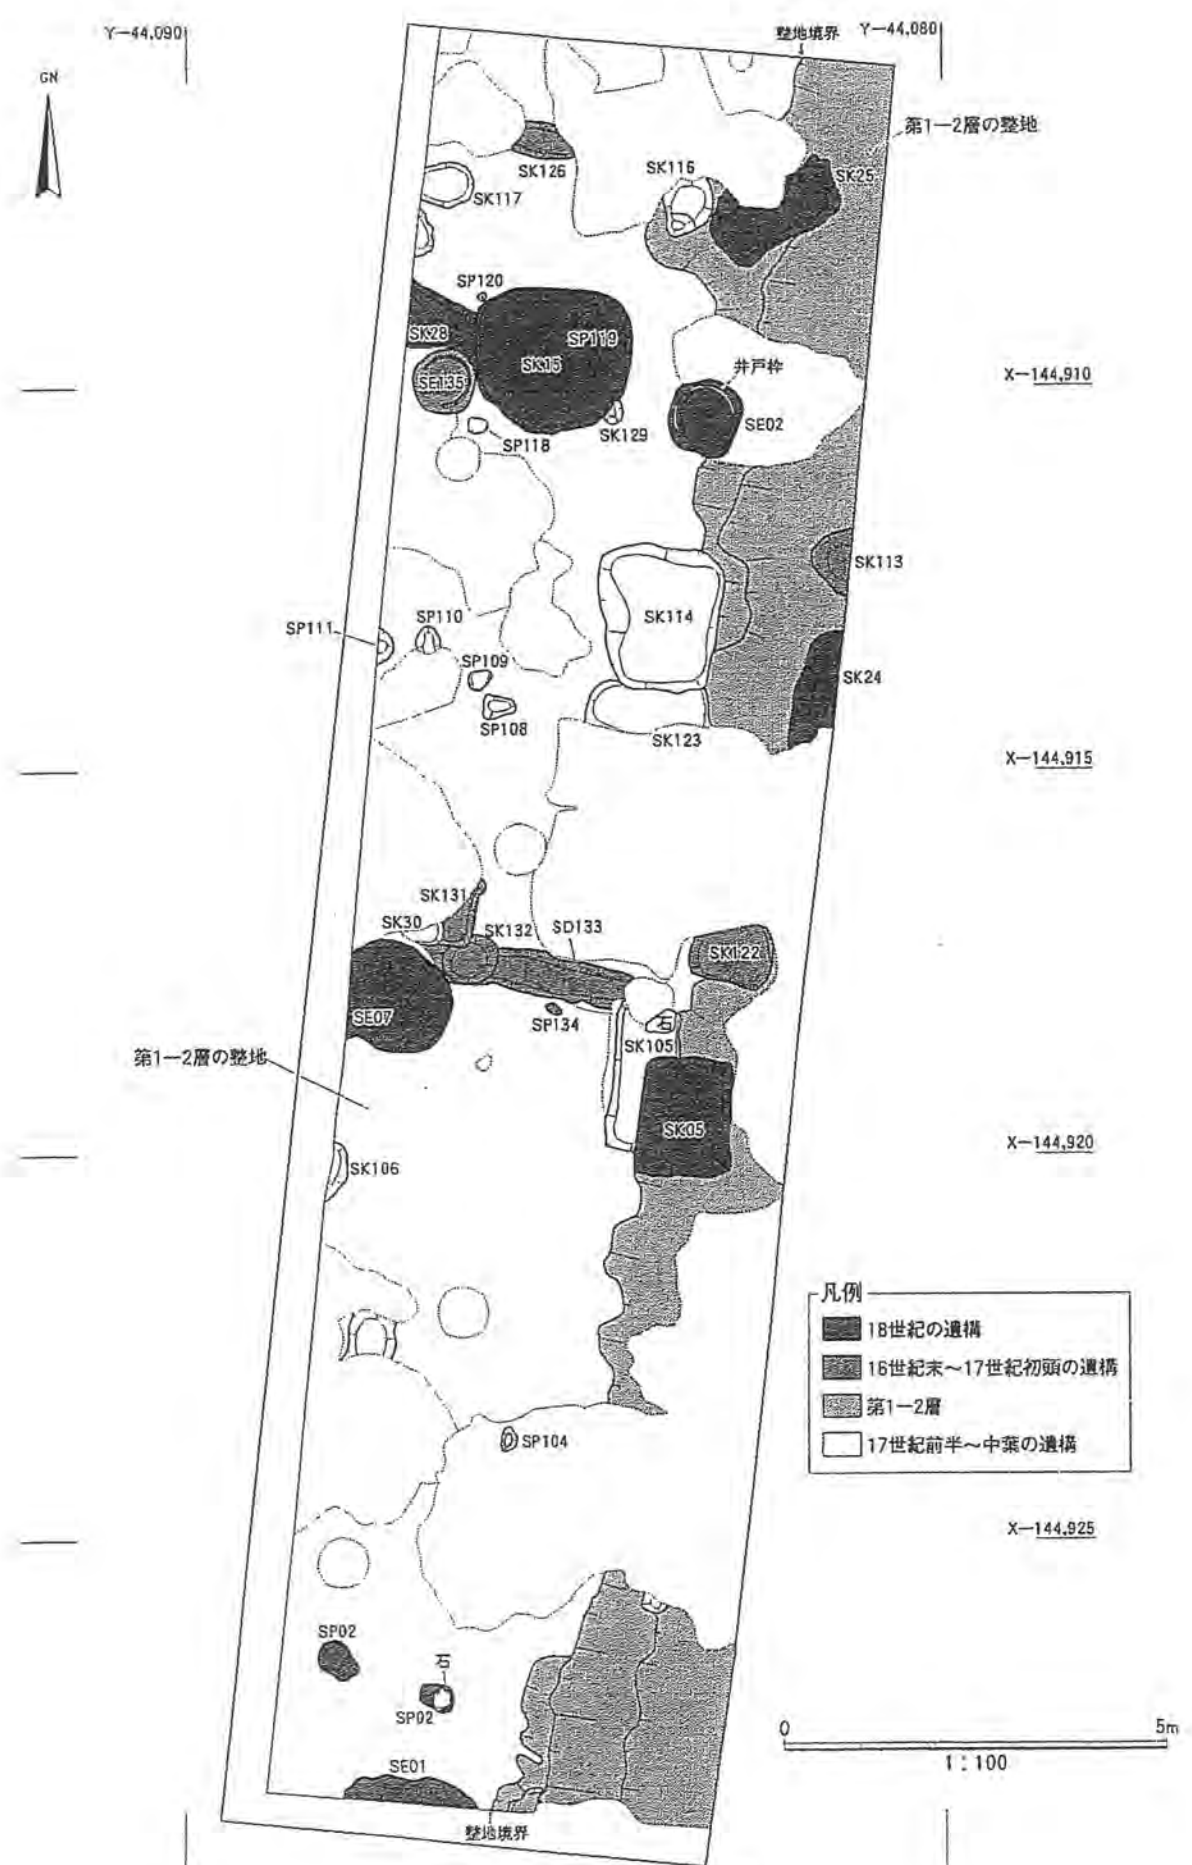 Y-44,090
整地境界
Y-44,080
GN
第1-2層の整地
SK126
SK116
SK25
SK117
SP120
SK28
SP119
SK15
井戸枠
X-144,910
SE135
SE02
SP118
SK129
SK113
SP111
SP110
SK114
SP109
SK24
SP108
SK123
X-144,915
SK131
SK30
SK132
SD133
SK122
SE07
SP134
石
SK105
第1-2層の整地
SK05
X-144,920
SK106
凡例
18世紀の遺構
16世紀末~17世紀初頭の遺構
第1-2層
17世紀前半~中葉の遺構
SP104
X-144,925
SP02
石
SP02
0 5m
1:100
SE01
整地境界